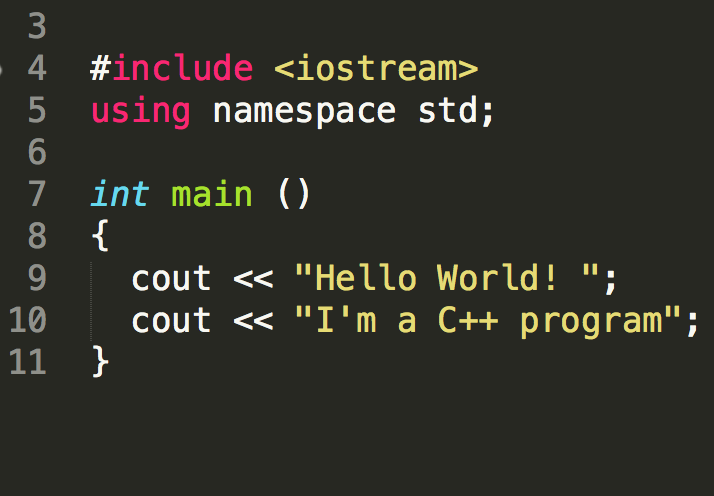 3
4 #include <iostream>
5 using namespace std;
6
7 int main ()
8 {
9 cout << "Hello World! ";
10 cout << "I'm a C++ program";
11 }